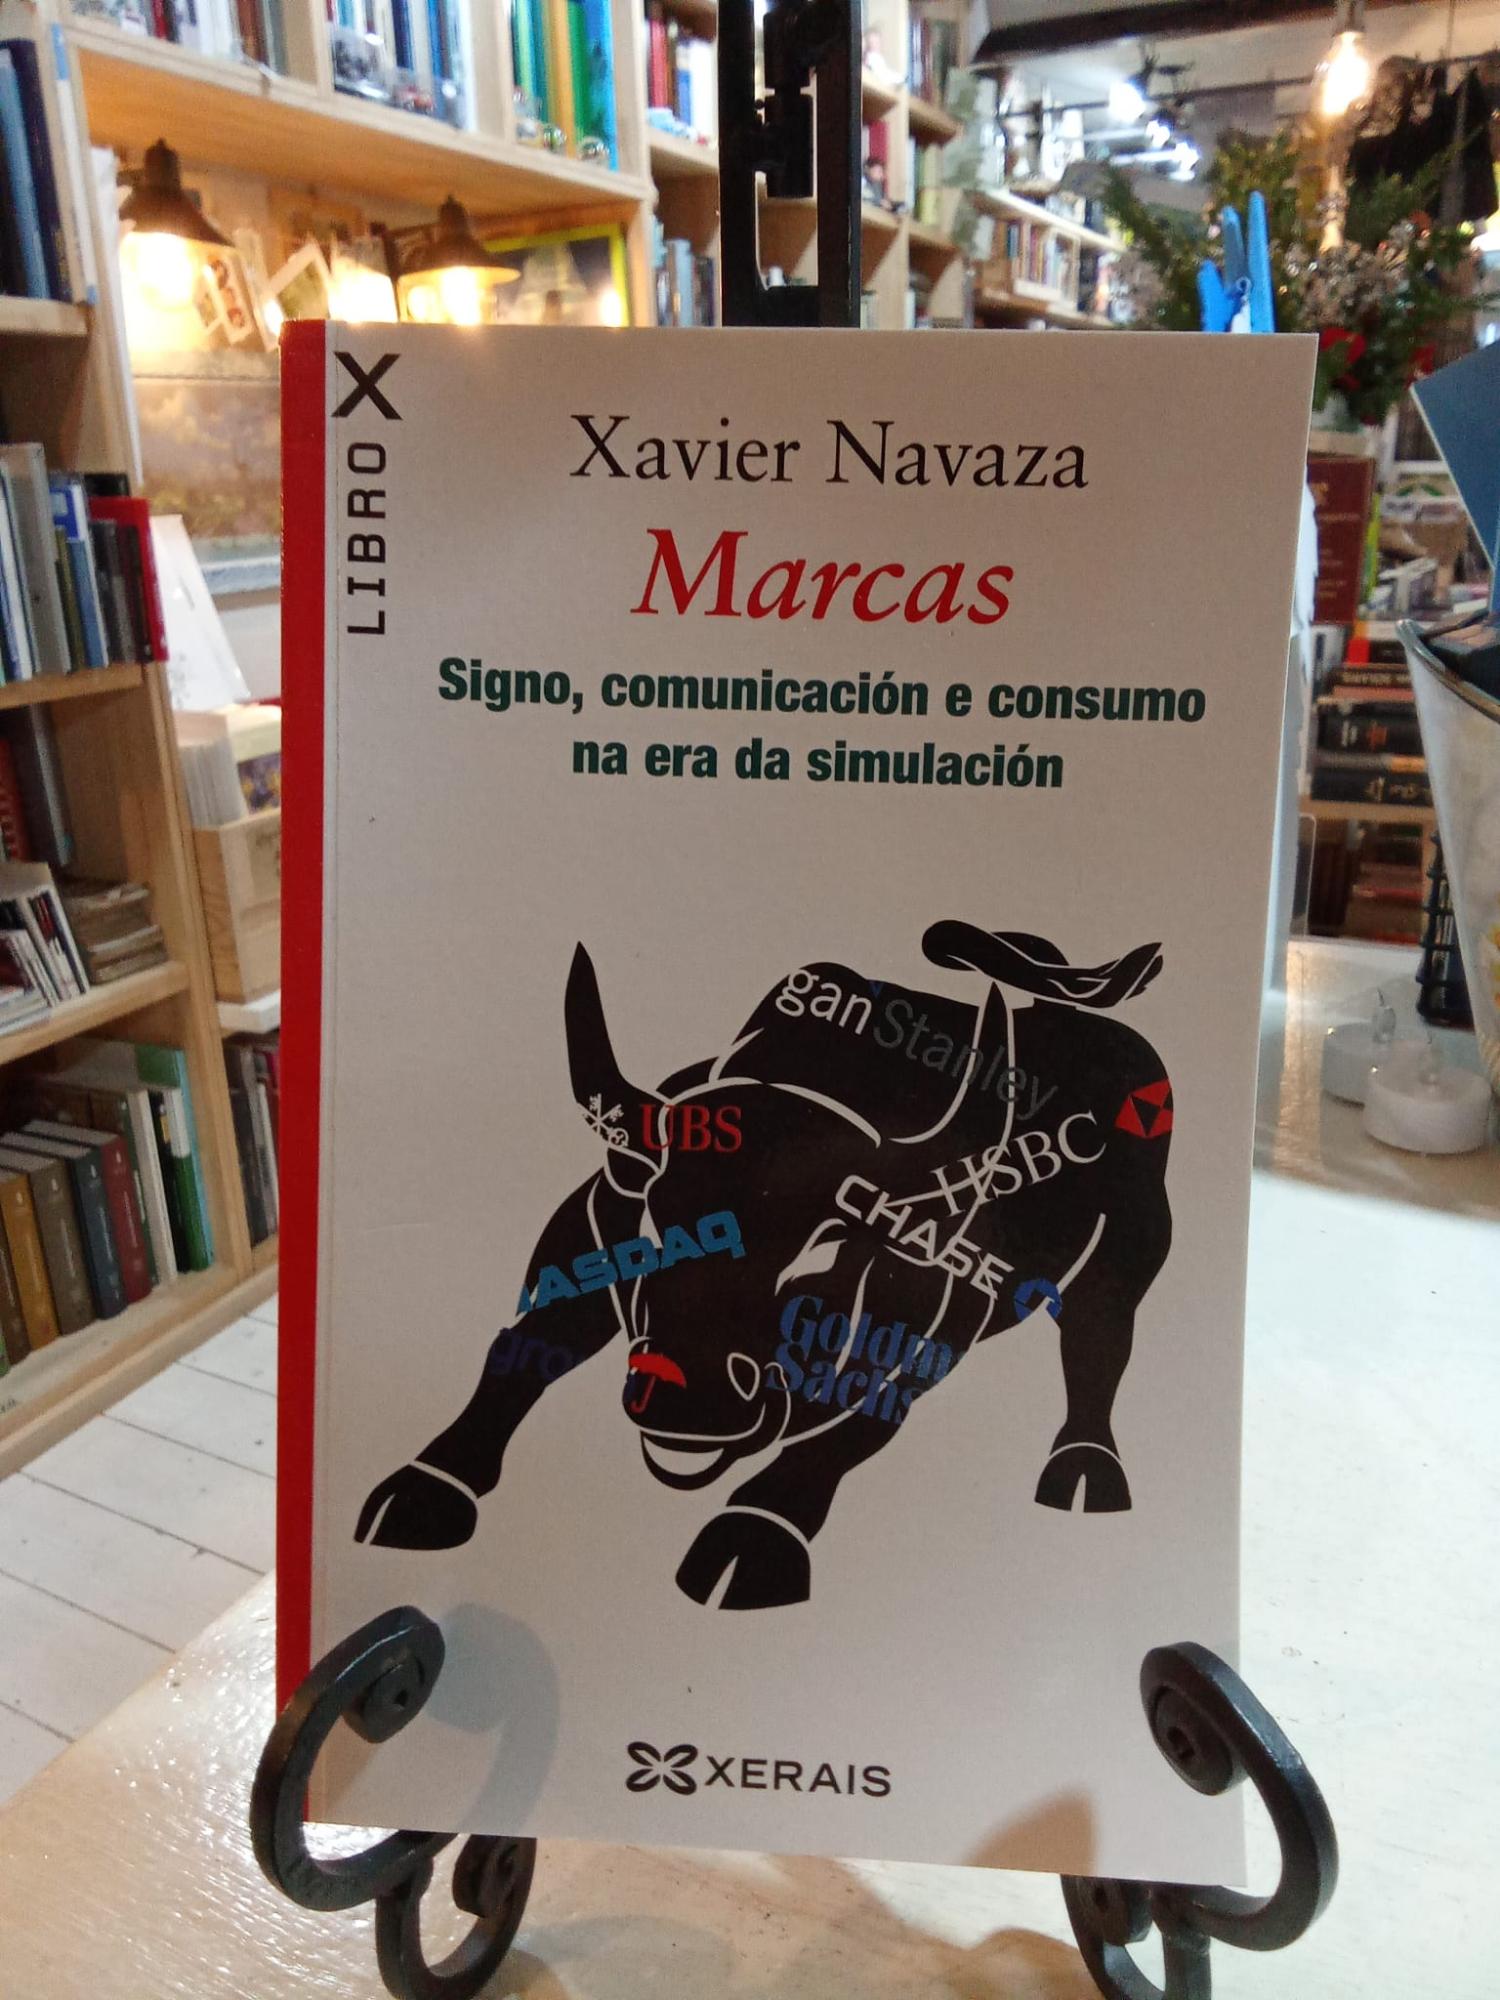 LIBRO X
Xavier Navaza
Marcas
Signo, comunicación e consumo
na era da simulación
gan Stanley
UBS
HSBC
CHASE
ASDAQ
Goldm
Sachs
gro
XERAIS